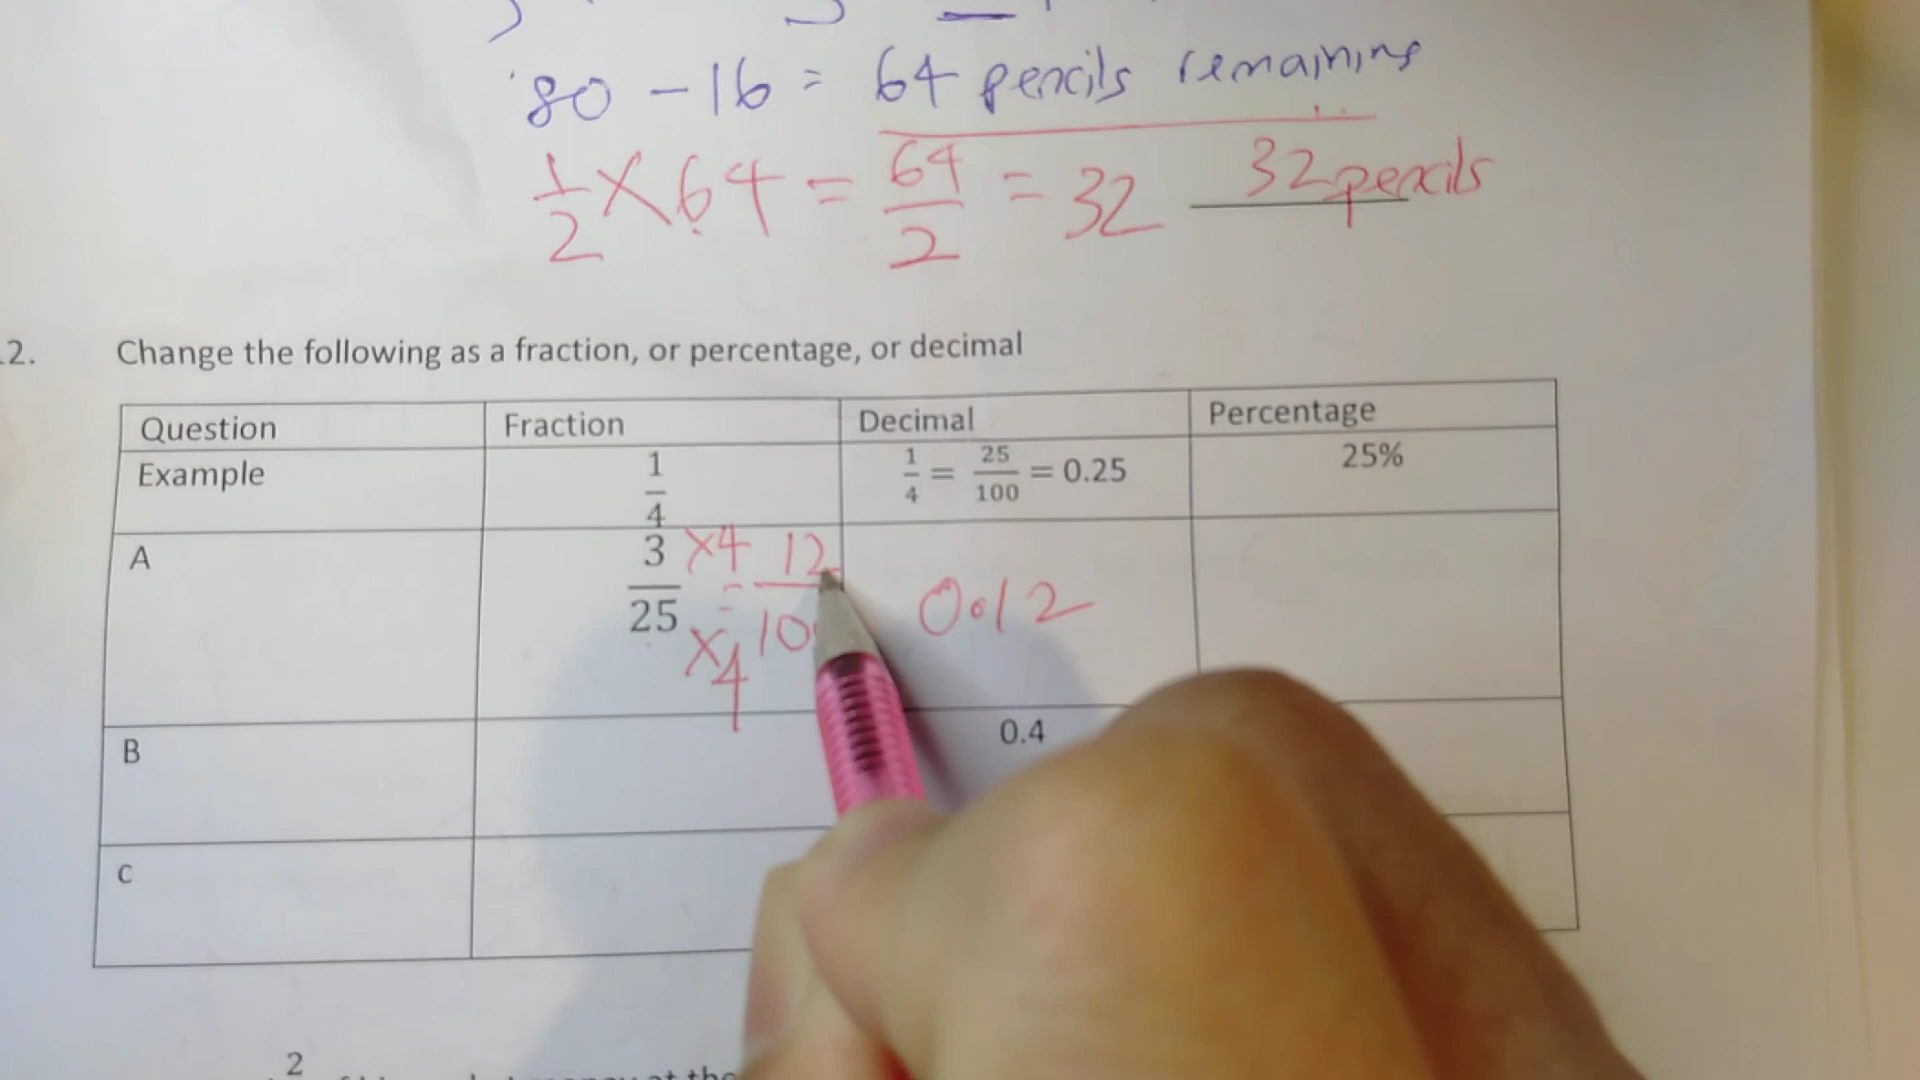 80 - 16 = 64 pencils remaining
1/2 X 64 = 64/2 = 32 32 pencils
2. Change the following as a fraction, or percentage, or decimal
Question Fraction Decimal Percentage
Example 1/4 1/4 = 25/100 = 0.25 25%
A 3/25 X4 X4 = 12/10 0.12
B 0.4
C
2